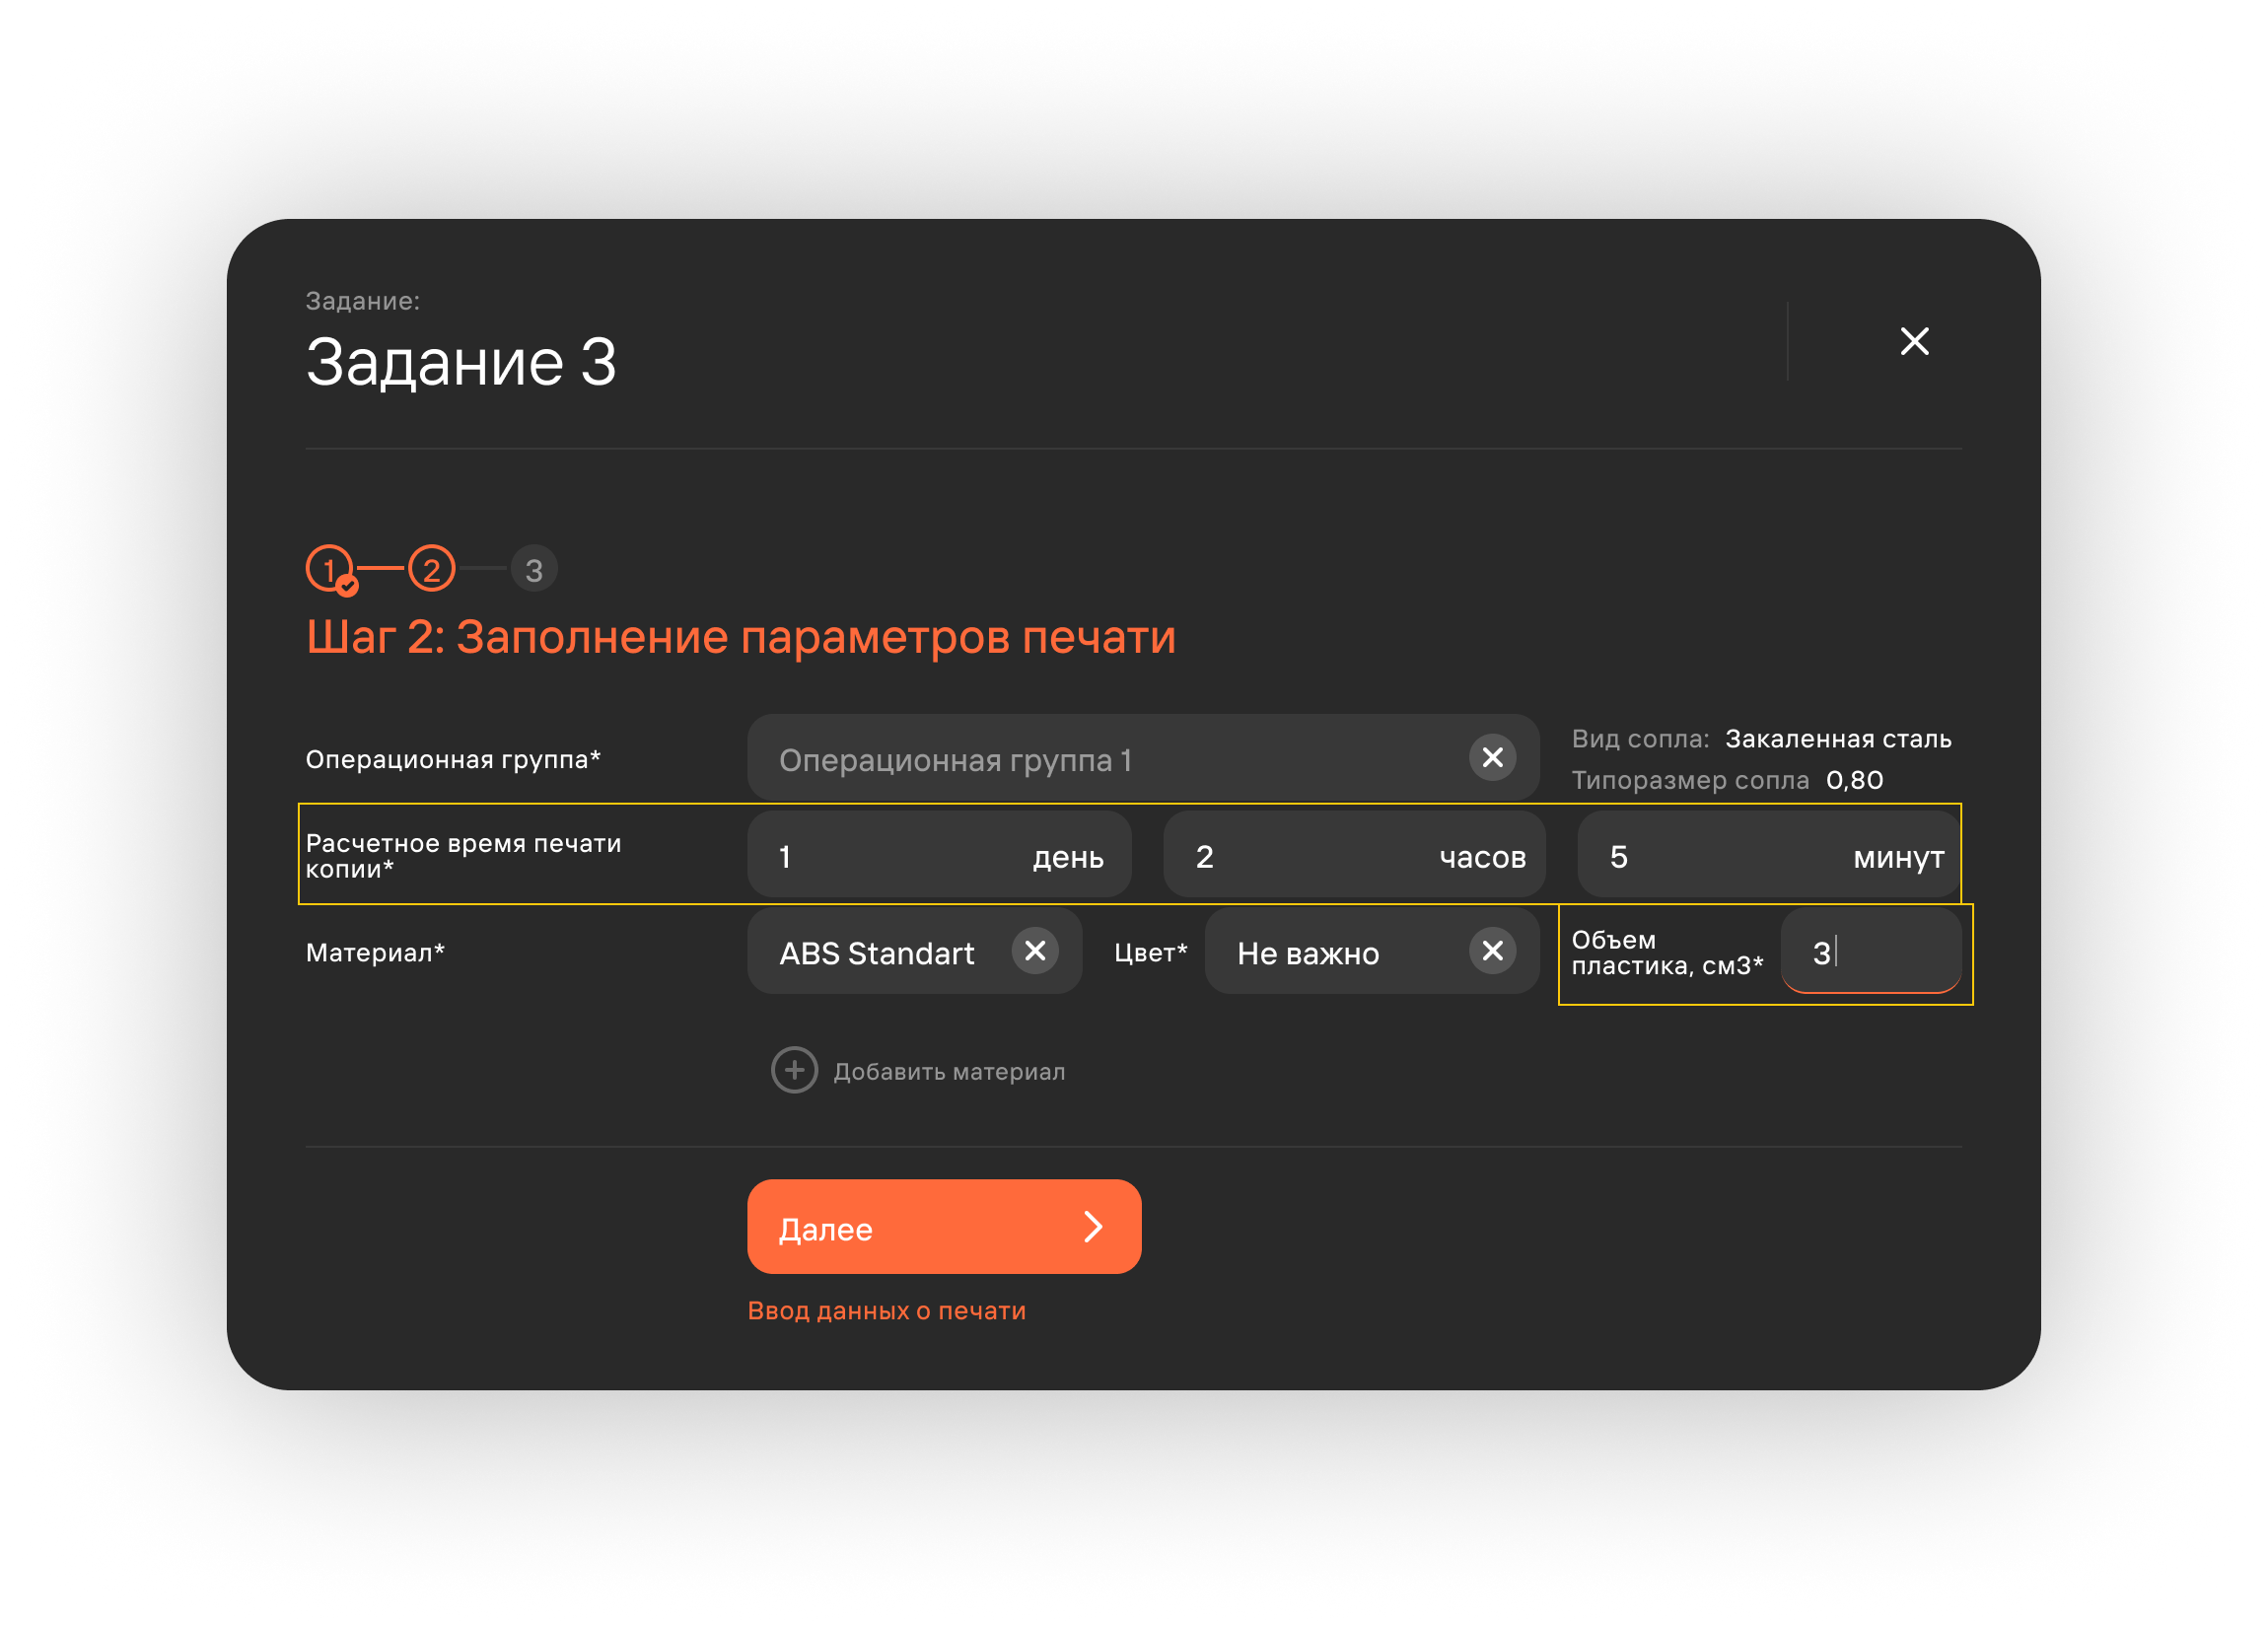 Задание:
Задание 3
1 2 3
Шаг 2: Заполнение параметров печати
Операционная группа*
Операционная группа 1
Вид сопла: Закаленная сталь
Типоразмер сопла 0,80
Расчетное время печати
копии*
1 день
2 часов
5 минут
Материал*
ABS Standart
Цвет*
Не важно
Объем
пластика, см3*
3
Добавить материал
Далее
Ввод данных о печати